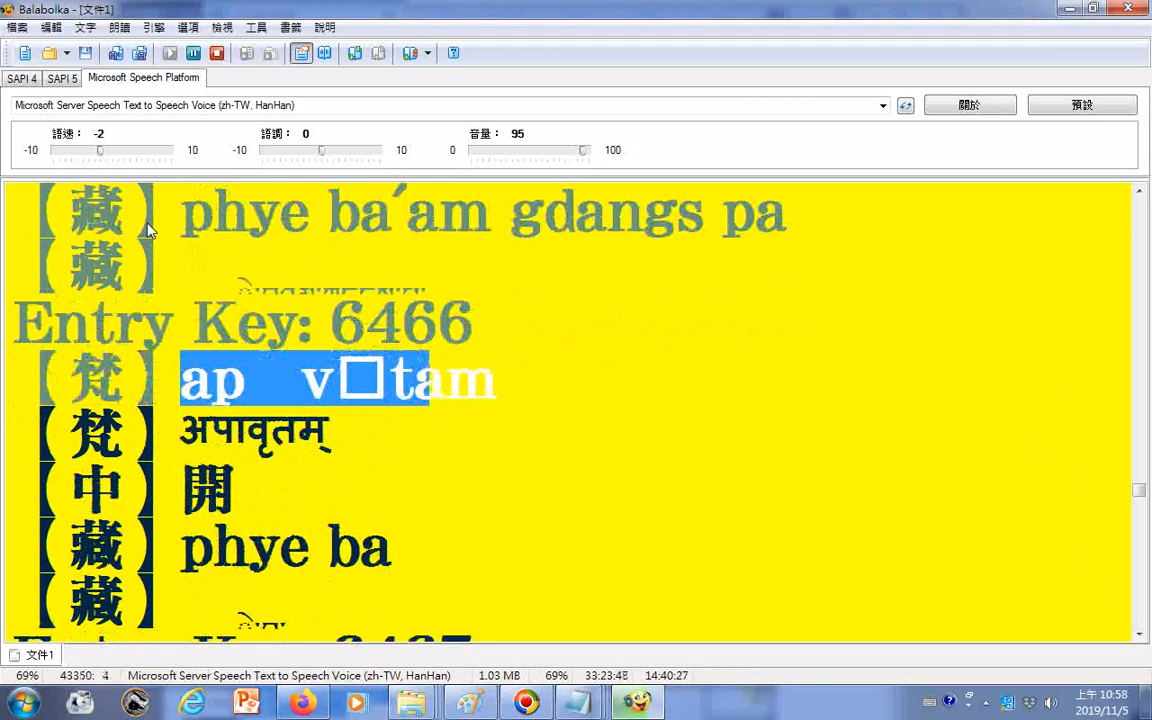 Balabolka - [文件1]
檔案 編輯 文字 朗讀 引擎 選項 檢視 工具 書籤 說明
SAPI 4 SAPI 5 Microsoft Speech Platform
Microsoft Server Speech Text to Speech Voice (zh-TW, HanHan) 關於 預設
語速： -2 語調： 0 音量： 95
-10 10 -10 10 0 100
【藏】 phye ba'am gdangs pa
【藏】
Entry Key: 6466
【梵】 ap v□tam
【梵】 अपावृतम्
【中】 開
【藏】 phye ba
【藏】
Entry Key: 6467
文件1
69% 43350: 4 Microsoft Server Speech Text to Speech Voice (zh-TW, HanHan) 1.03 MB 69% 33:23:48 14:40:27
上午 10:58
2019/11/5